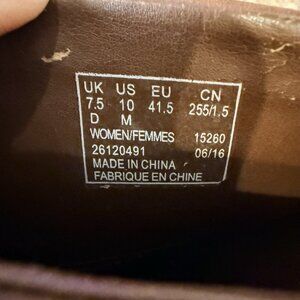 UK US EU CN
7.5 10 41.5 255/1.5
D M
WOMEN/FEMMES 15260
26120491 06/16
MADE IN CHINA
FABRIQUE EN CHINE